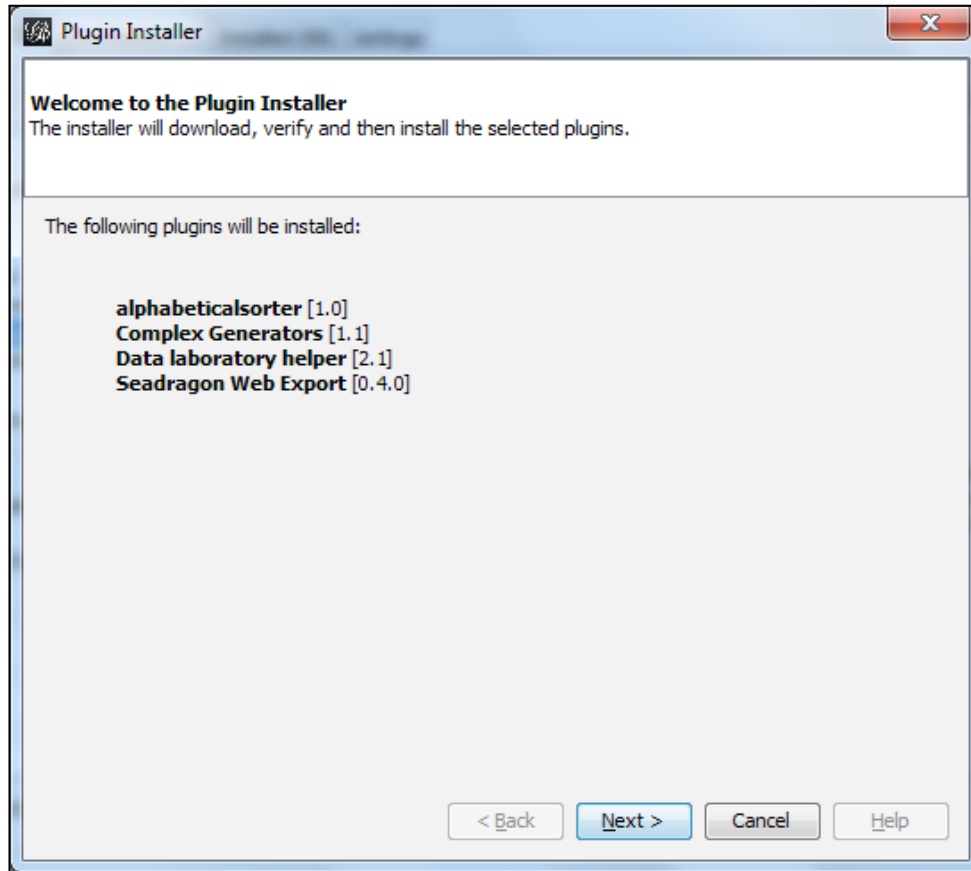 Plugin Installer
Welcome to the Plugin Installer
The installer will download, verify and then install the selected plugins.
The following plugins will be installed:
alphabeticalsorter [1.0]
Complex Generators [1.1]
Data laboratory helper [2.1]
Seadragon Web Export [0.4.0]
< Back Next > Cancel Help